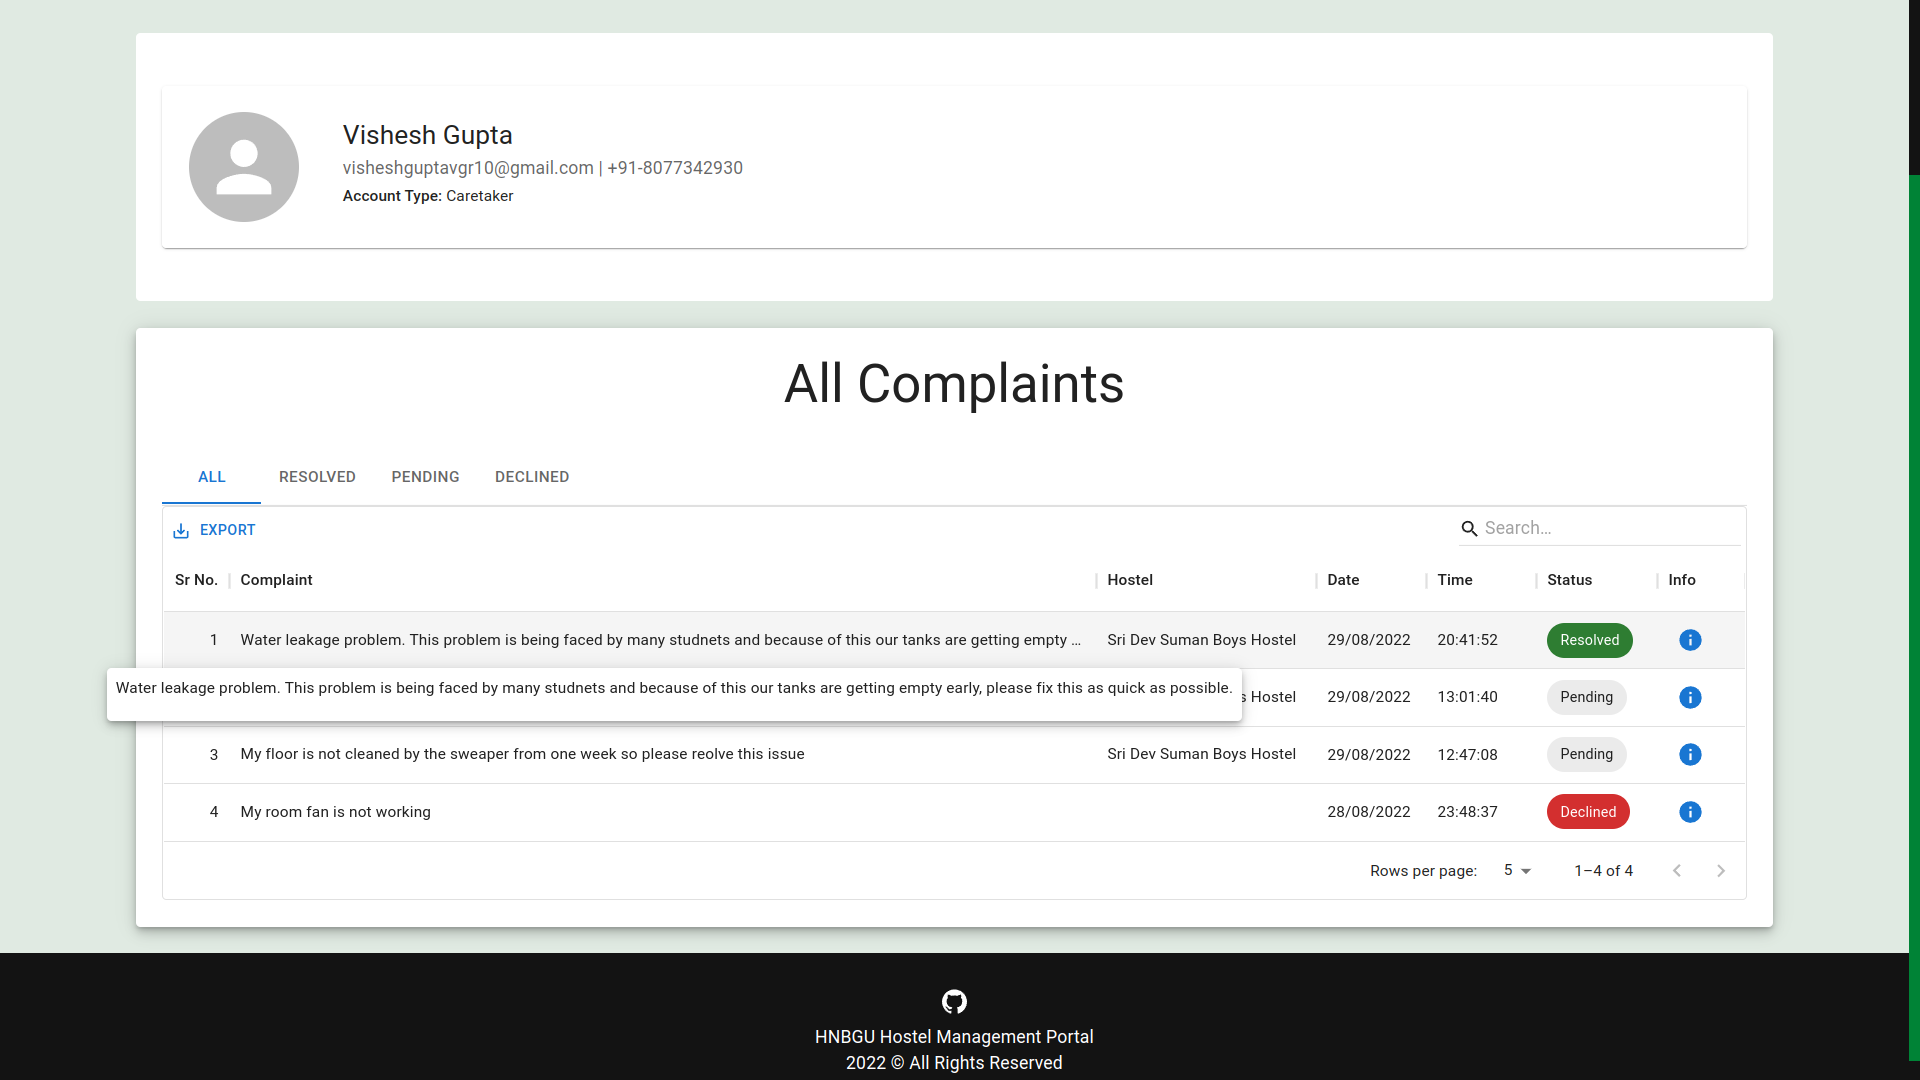 Vishesh Gupta
visheshguptavgr10@gmail.com | +91-8077342930
Account Type: Caretaker
All Complaints
ALL RESOLVED PENDING DECLINED
EXPORT Search...
Sr No. Complaint Hostel Date Time Status Info
1 Water leakage problem. This problem is being faced by many studnets and because of this our tanks are getting empty ... Sri Dev Suman Boys Hostel 29/08/2022 20:41:52 Resolved
Water leakage problem. This problem is being faced by many studnets and because of this our tanks are getting empty early, please fix this as quick as possible.
Hostel 29/08/2022 13:01:40 Pending
3 My floor is not cleaned by the sweaper from one week so please reolve this issue Sri Dev Suman Boys Hostel 29/08/2022 12:47:08 Pending
4 My room fan is not working 28/08/2022 23:48:37 Declined
Rows per page: 5 1–4 of 4
HNBGU Hostel Management Portal
2022 © All Rights Reserved